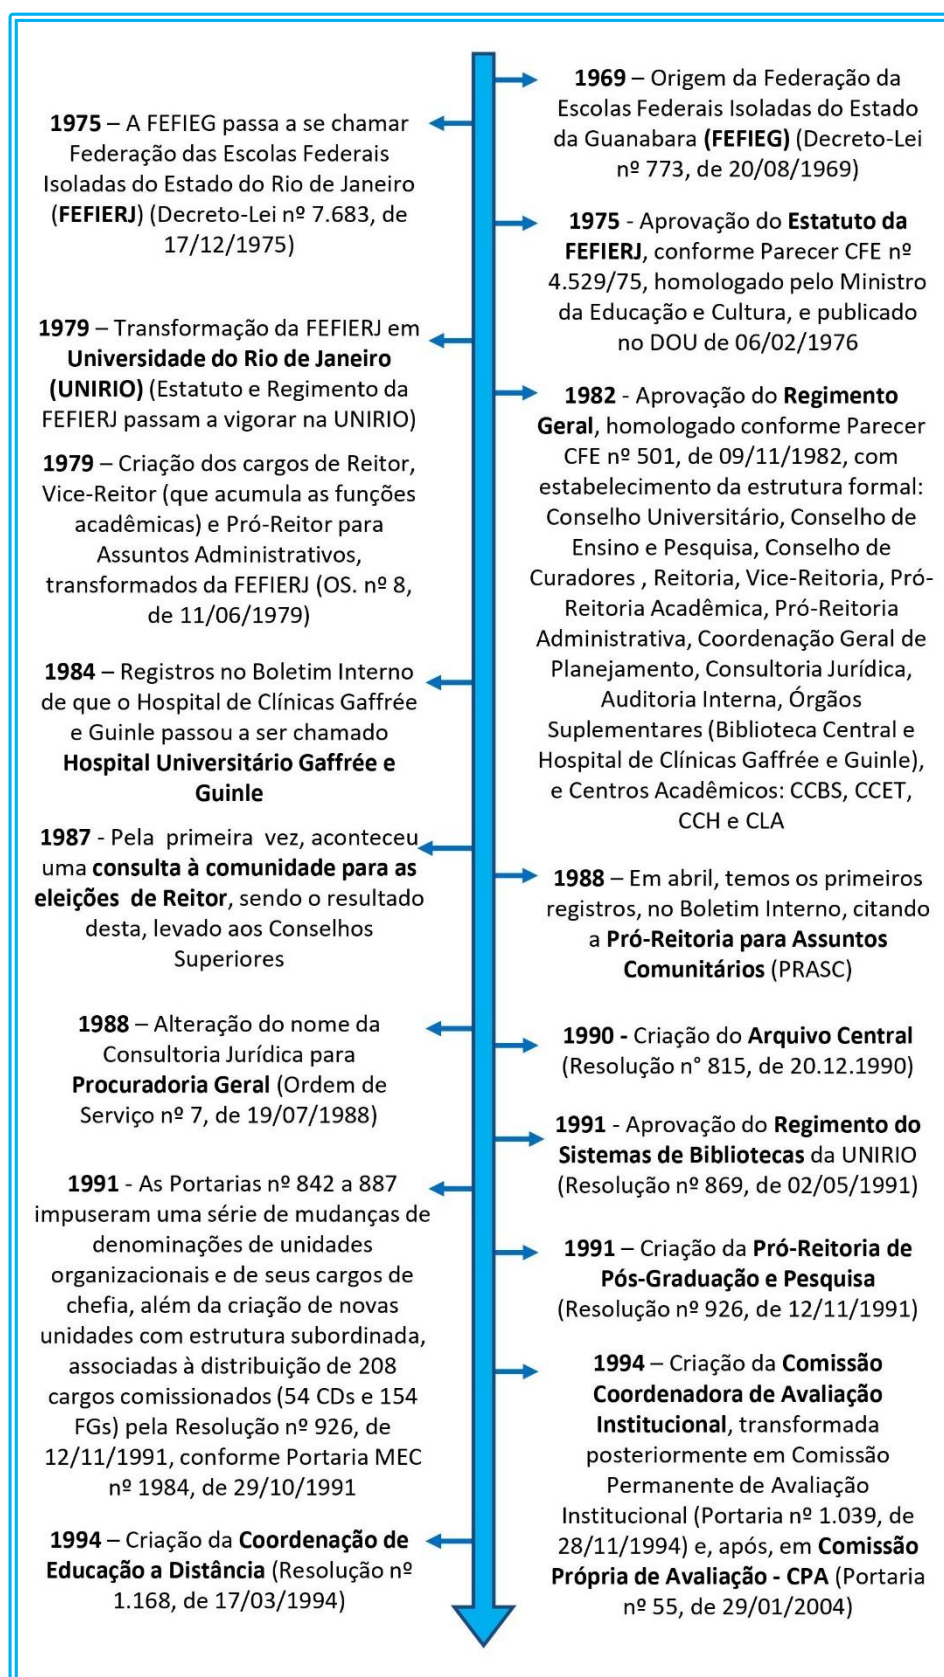 1969 – Origem da Federação da
Escolas Federais Isoladas do Estado
da Guanabara (FEFIEG) (Decreto-Lei
nº 773, de 20/08/1969)
1975 – A FEFIEG passa a se chamar
Federação das Escolas Federais
Isoladas do Estado do Rio de Janeiro
(FEFIERJ) (Decreto-Lei nº 7.683, de
17/12/1975)
1975 - Aprovação do Estatuto da
FEFIERJ, conforme Parecer CFE nº
4.529/75, homologado pelo Ministro
da Educação e Cultura, e publicado
no DOU de 06/02/1976
1979 – Transformação da FEFIERJ em
Universidade do Rio de Janeiro
(UNIRIO) (Estatuto e Regimento da
FEFIERJ passam a vigorar na UNIRIO)
1979 – Criação dos cargos de Reitor,
Vice-Reitor (que acumula as funções
acadêmicas) e Pró-Reitor para
Assuntos Administrativos,
transformados da FEFIERJ (OS. nº 8,
de 11/06/1979)
1982 - Aprovação do Regimento
Geral, homologado conforme Parecer
CFE nº 501, de 09/11/1982, com
estabelecimento da estrutura formal:
Conselho Universitário, Conselho de
Ensino e Pesquisa, Conselho de
Curadores , Reitoria, Vice-Reitoria, Pró-
Reitoria Acadêmica, Pró-Reitoria
Administrativa, Coordenação Geral de
Planejamento, Consultoria Jurídica,
Auditoria Interna, Órgãos
Suplementares (Biblioteca Central e
Hospital de Clínicas Gaffrée e Guinle),
e Centros Acadêmicos: CCBS, CCET,
CCH e CLA
1984 – Registros no Boletim Interno
de que o Hospital de Clínicas Gaffrée
e Guinle passou a ser chamado
Hospital Universitário Gaffrée e
Guinle
1987 - Pela primeira vez, aconteceu
uma consulta à comunidade para as
eleições de Reitor, sendo o resultado
desta, levado aos Conselhos
Superiores
1988 – Em abril, temos os primeiros
registros, no Boletim Interno, citando
a Pró-Reitoria para Assuntos
Comunitários (PRASC)
1988 – Alteração do nome da
Consultoria Jurídica para
Procuradoria Geral (Ordem de
Serviço nº 7, de 19/07/1988)
1990 - Criação do Arquivo Central
(Resolução n° 815, de 20.12.1990)
1991 - Aprovação do Regimento do
Sistemas de Bibliotecas da UNIRIO
(Resolução nº 869, de 02/05/1991)
1991 - As Portarias nº 842 a 887
impuseram uma série de mudanças de
denominações de unidades
organizacionais e de seus cargos de
chefia, além da criação de novas
unidades com estrutura subordinada,
associadas à distribuição de 208
cargos comissionados (54 CDs e 154
FGs) pela Resolução nº 926, de
12/11/1991, conforme Portaria MEC
nº 1984, de 29/10/1991
1991 – Criação da Pró-Reitoria de
Pós-Graduação e Pesquisa
(Resolução nº 926, de 12/11/1991)
1994 – Criação da Comissão
Coordenadora de Avaliação
Institucional, transformada
posteriormente em Comissão
Permanente de Avaliação
Institucional (Portaria nº 1.039, de
28/11/1994) e, após, em Comissão
Própria de Avaliação - CPA (Portaria
nº 55, de 29/01/2004)
1994 – Criação da Coordenação de
Educação a Distância (Resolução nº
1.168, de 17/03/1994)